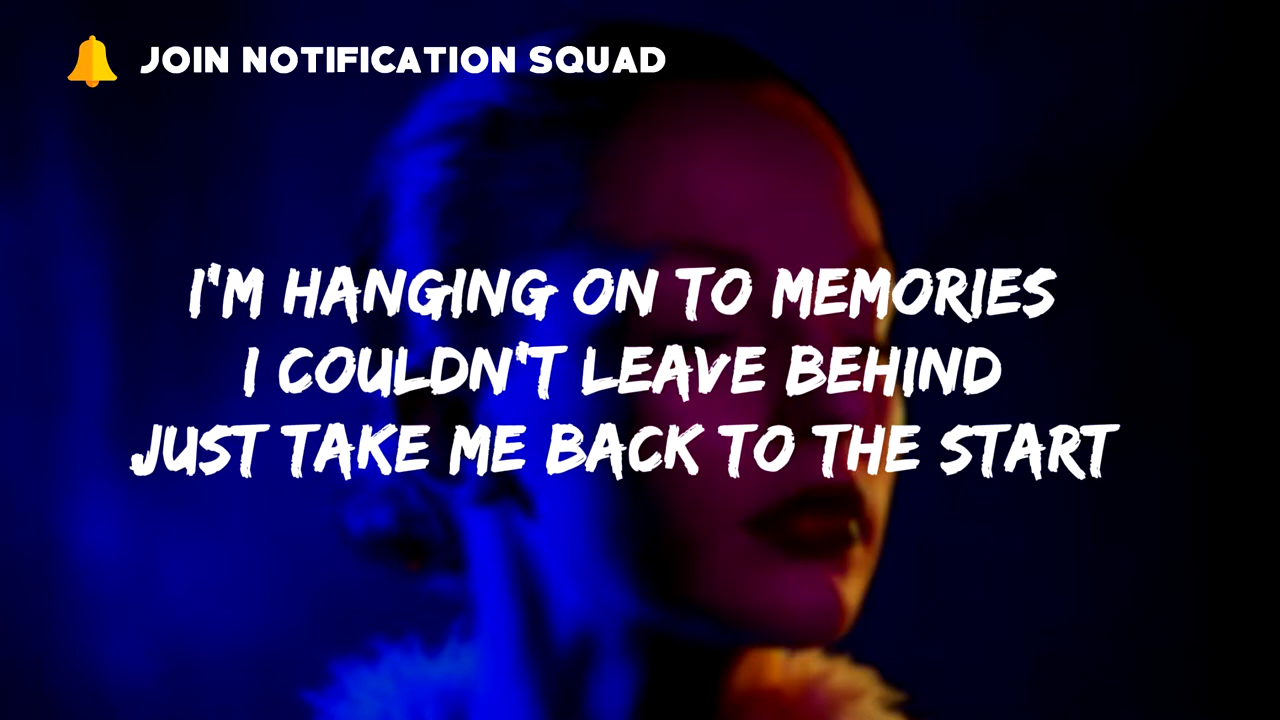 JOIN NOTIFICATION SQUAD
I'M HANGING ON TO MEMORIES
I COULDN'T LEAVE BEHIND
JUST TAKE ME BACK TO THE START